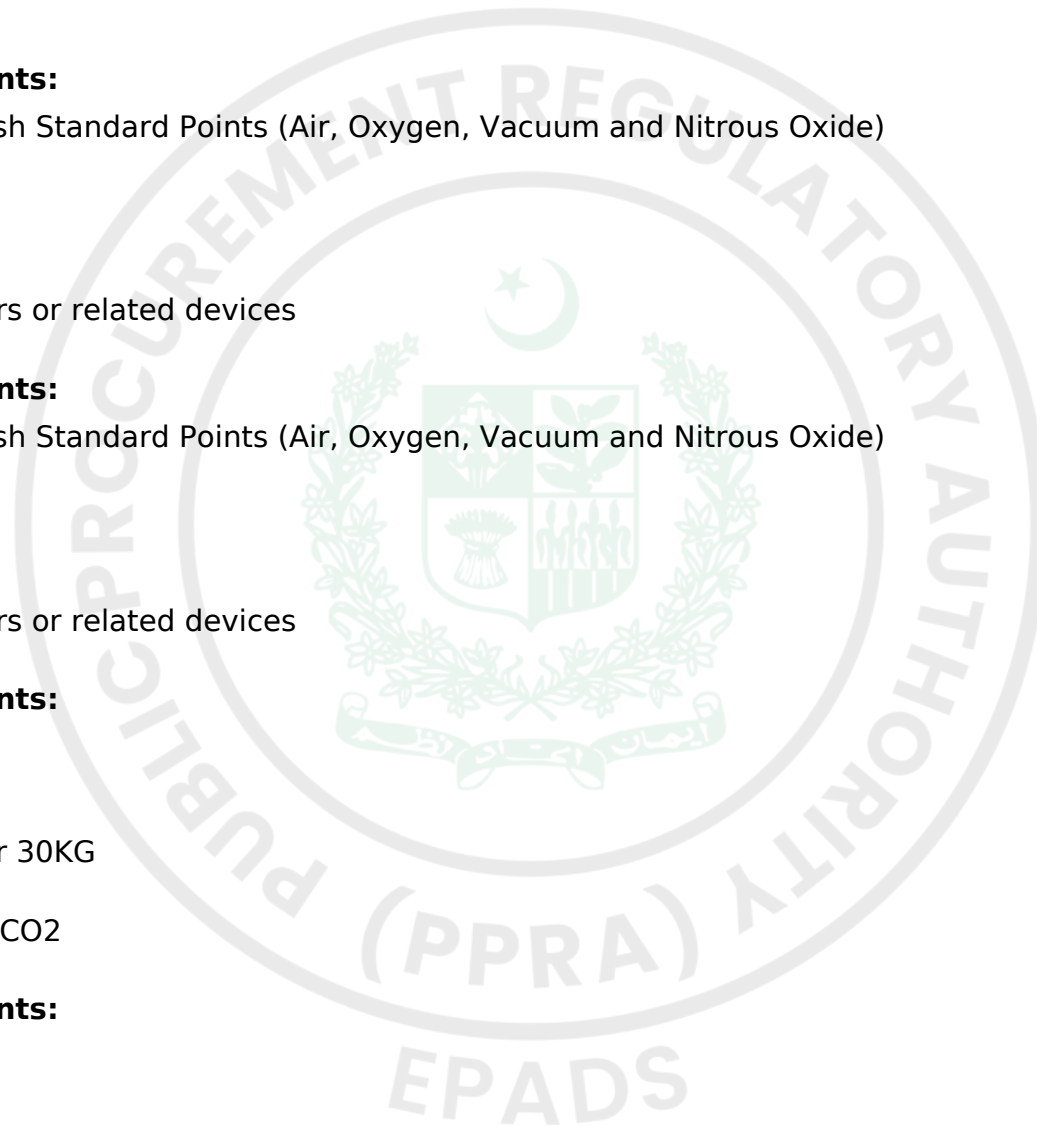 nts:
sh Standard Points (Air, Oxygen, Vacuum and Nitrous Oxide)
rs or related devices
nts:
sh Standard Points (Air, Oxygen, Vacuum and Nitrous Oxide)
rs or related devices
nts:
r 30KG
CO2
nts:
PUBLIC PROCUREMENT REGULATORY AUTHORITY
(PPRA)
EPADS